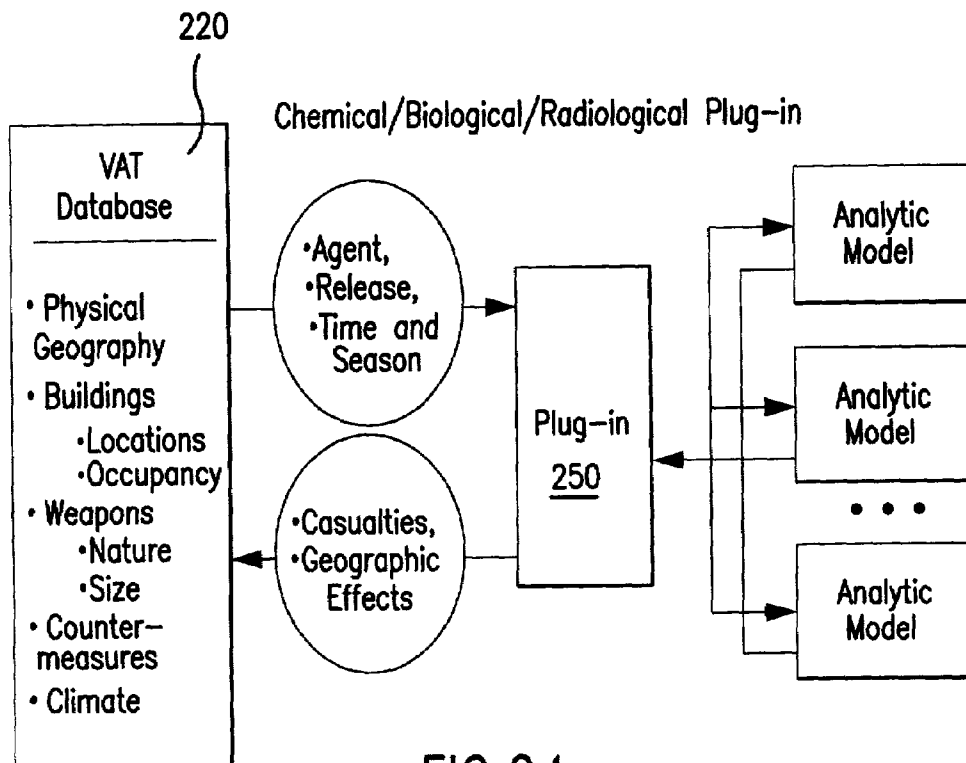 220
Chemical/Biological/Radiological Plug-in
VAT
Database
• Physical
Geography
• Buildings
•Locations
•Occupancy
• Weapons
•Nature
•Size
• Counter-
measures
• Climate
•Agent,
•Release,
•Time and
Season
•Casualties,
•Geographic
Effects
Plug-in
250
Analytic
Model
Analytic
Model
• • •
Analytic
Model